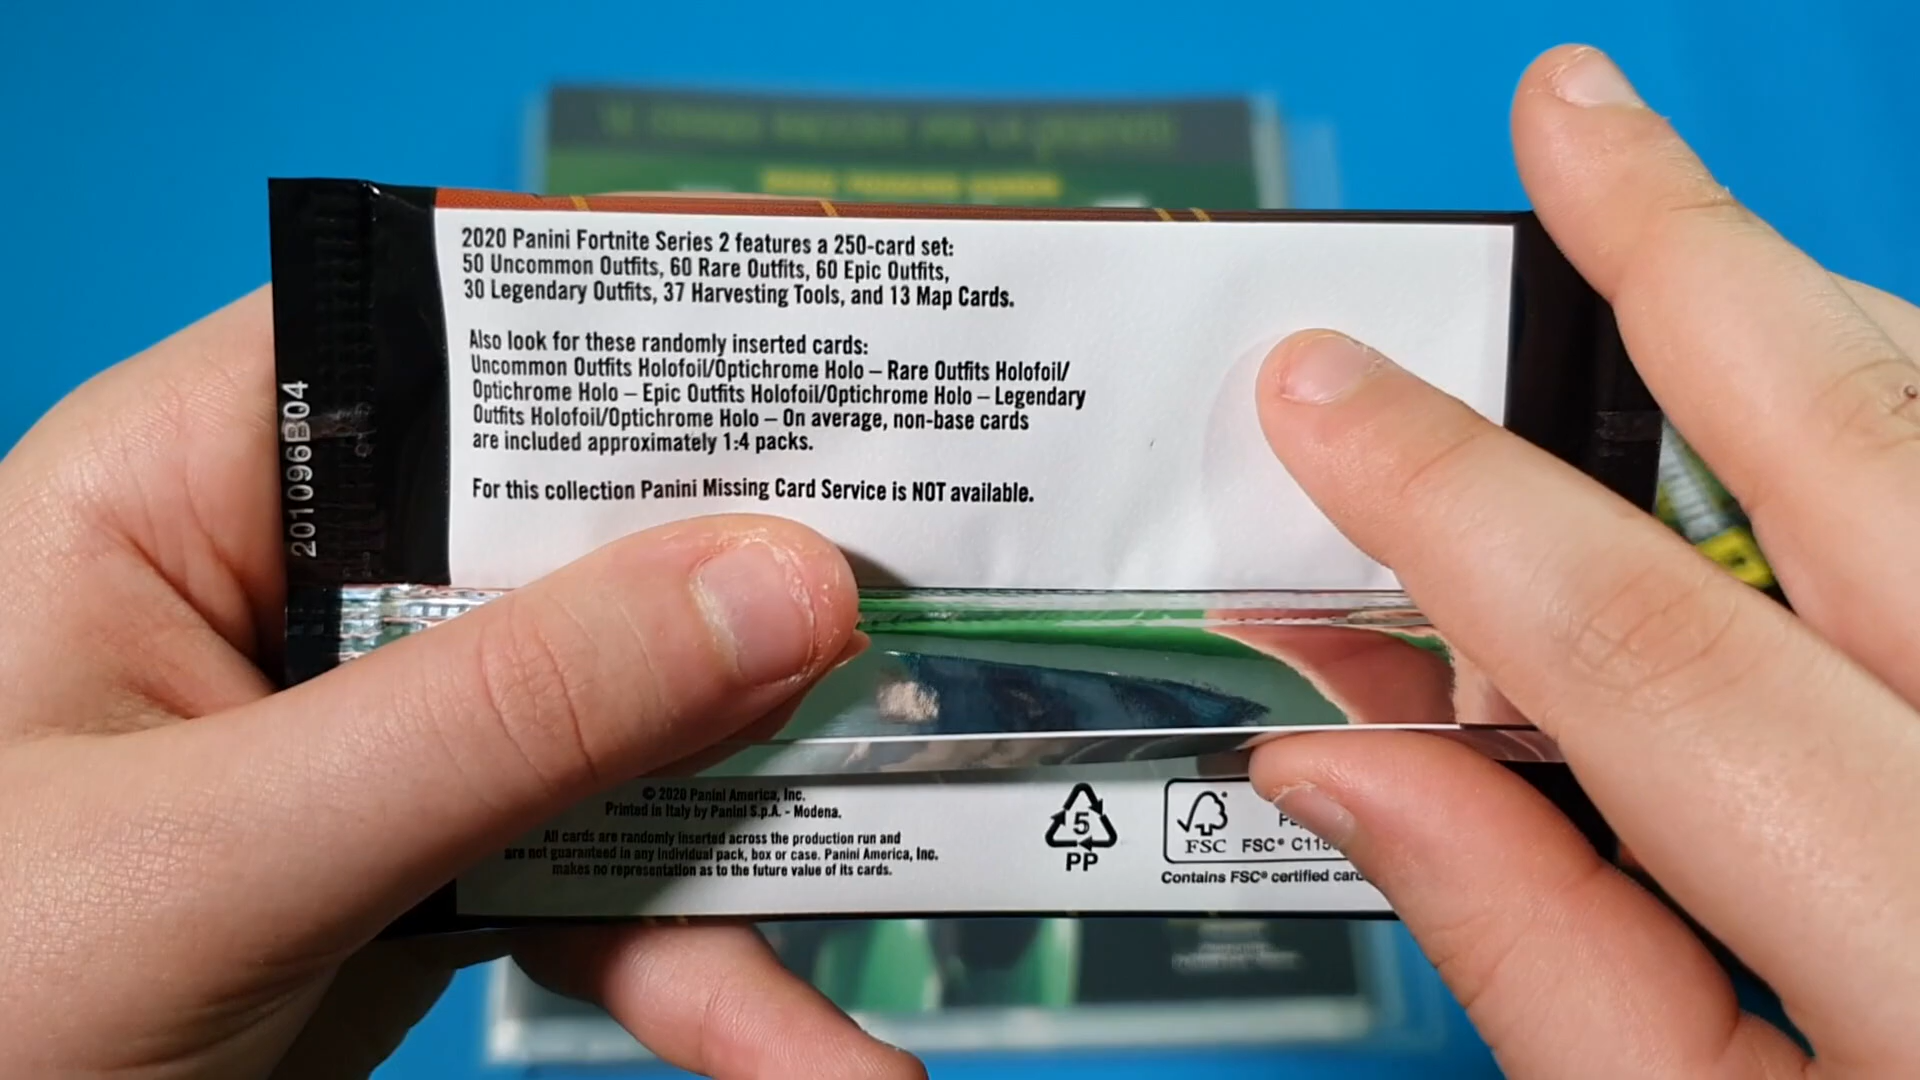 2020 Panini Fortnite Series 2 features a 250-card set:
50 Uncommon Outfits, 60 Rare Outfits, 60 Epic Outfits,
30 Legendary Outfits, 37 Harvesting Tools, and 13 Map Cards.
Also look for these randomly inserted cards:
Uncommon Outfits Holofoil/Optichrome Holo – Rare Outfits Holofoil/
Optichrome Holo – Epic Outfits Holofoil/Optichrome Holo – Legendary
Outfits Holofoil/Optichrome Holo – On average, non-base cards
are included approximately 1:4 packs.
For this collection Panini Missing Card Service is NOT available.
201096B04
© 2020 Panini America, Inc.
Printed in Italy by Panini S.p.A. - Modena.
All cards are randomly inserted across the production run and
are not guaranteed in any individual pack, box or case. Panini America, Inc.
makes no representation as to the future value of its cards.
5
PP
FSC
FSC® C115
Contains FSC® certified